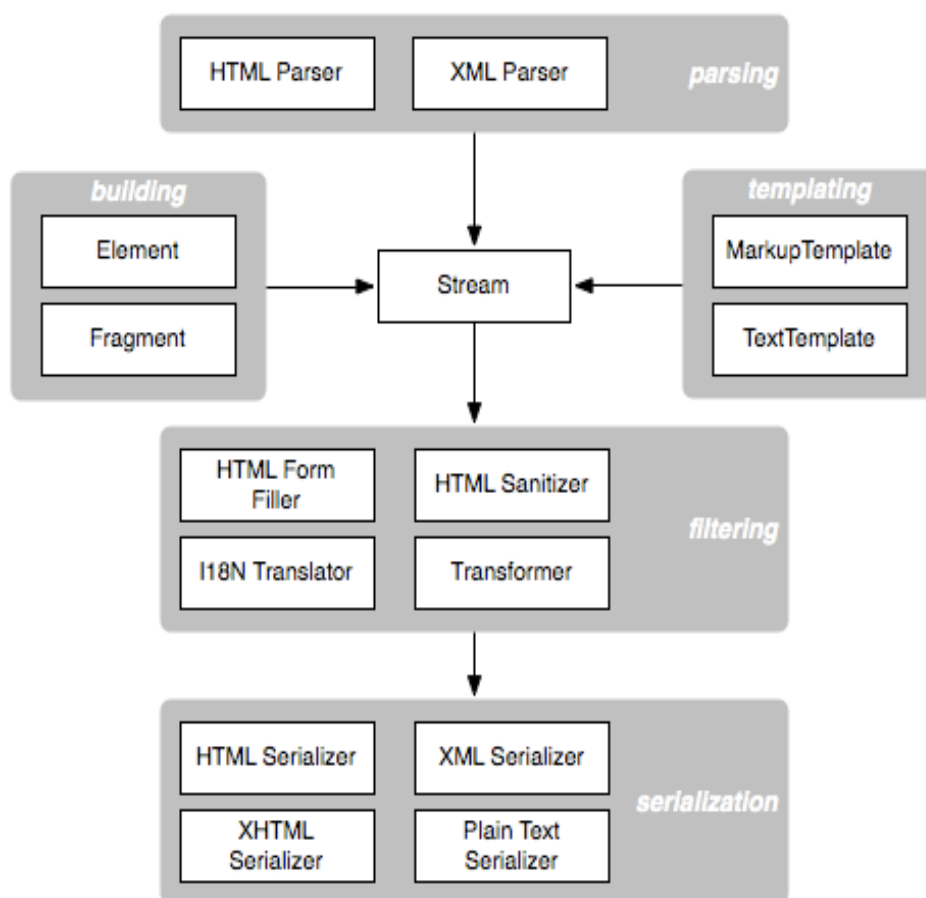 HTML Parser
XML Parser
parsing
building
Element
Fragment
Stream
templating
MarkupTemplate
TextTemplate
HTML Form
Filler
HTML Sanitizer
I18N Translator
Transformer
filtering
HTML Serializer
XML Serializer
XHTML
Serializer
Plain Text
Serializer
serialization